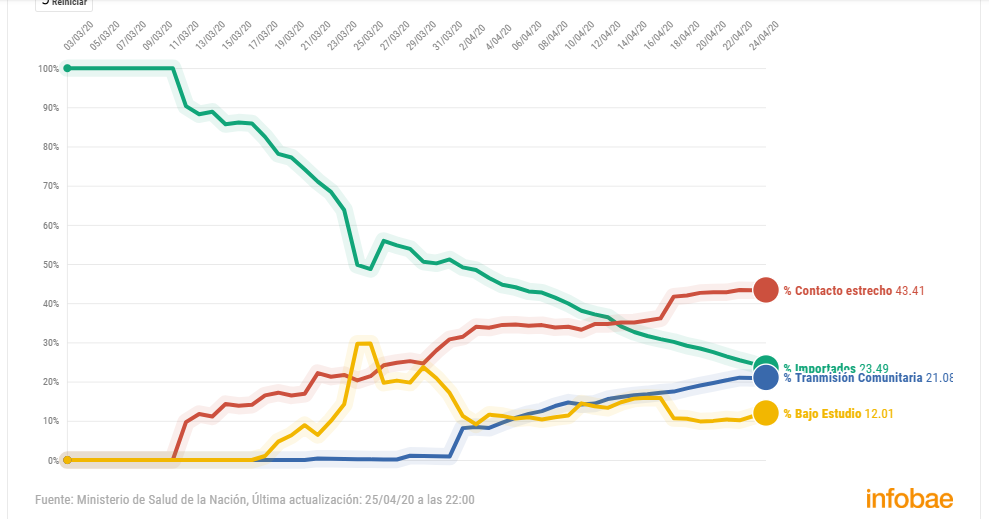 Reiniciar
03/03/20 05/03/20 07/03/20 09/03/20 11/03/20 13/03/20 15/03/20 17/03/20 19/03/20 21/03/20 23/03/20 25/03/20 27/03/20 29/03/20 31/03/20 2/04/20 4/04/20 06/04/20 08/04/20 10/04/20 12/04/20 14/04/20 16/04/20 18/04/20 20/04/20 22/04/20 24/04/20
100%
90%
80%
70%
60%
50%
40%
30%
20%
10%
0%
% Contacto estrecho 43.41
% Importados 23.49
% Tranmisión Comunitaria 21.08
% Bajo Estudio 12.01
Fuente: Ministerio de Salud de la Nación, Última actualización: 25/04/20 a las 22:00
infobae